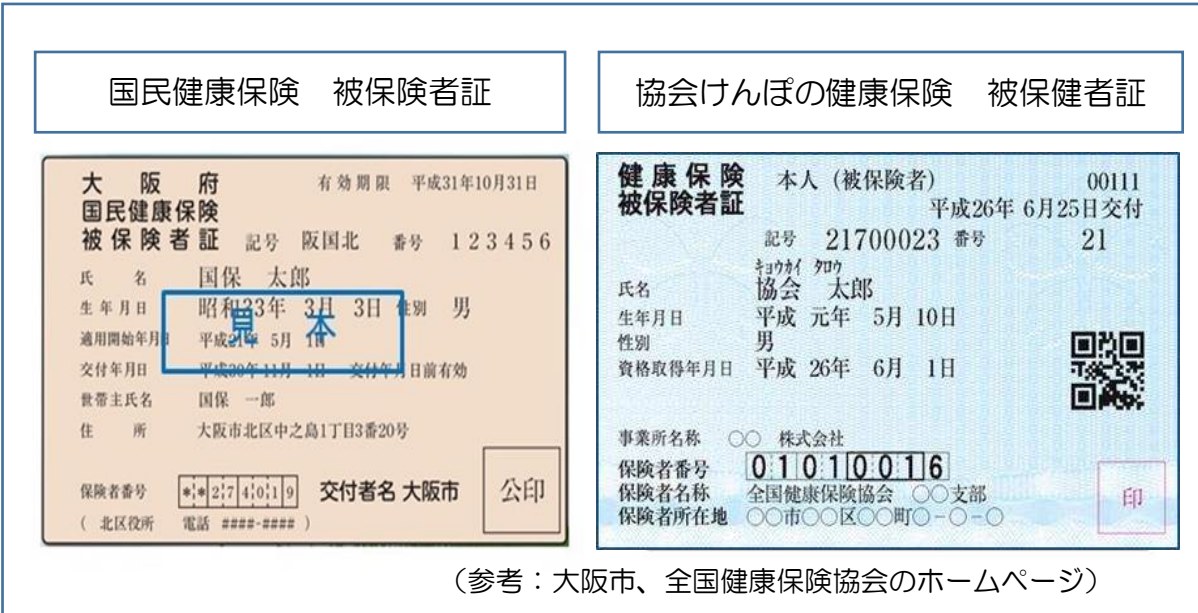 国民健康保険　被保険者証
大　阪　府
有効期限　平成31年10月31日
国民健康保険
被保険者証　記号　阪国北　番号　123456
氏　名　国保　太郎
生年月日　昭和23年　3月　3日　性別　男
見本
適用開始年月日　平成21年　5月　1日
交付年月日　平成30年11月　1日　交付年月日前有効
世帯主氏名　国保　一郎
住　所　大阪市北区中之島1丁目3番20号
保険者番号　**274019　交付者名 大阪市　公印
(　北区役所　電話　####-####　)
協会けんぽの健康保険　被保健者証
健康保険　本人（被保険者）　00111
被保険者証　平成26年 6月25日交付
記号　21700023　番号　21
ｷｮｳｶｲ ﾀﾛｳ
氏名　協会　太郎
生年月日　平成 元年　5月 10日
性別　男
資格取得年月日　平成 26年　6月　1日
事業所名称　○○ 株式会社
保険者番号　01010016
保険者名称　全国健康保険協会　○○支部
保険者所在地　○○市○○区○○町○-○-○
印
（参考：大阪市、全国健康保険協会のホームページ）